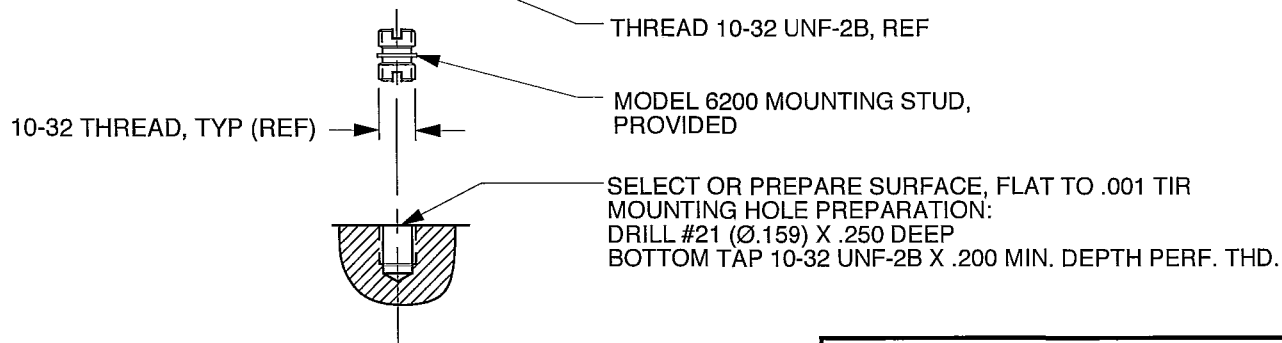 THREAD 10-32 UNF-2B, REF
MODEL 6200 MOUNTING STUD,
PROVIDED
10-32 THREAD, TYP (REF)
SELECT OR PREPARE SURFACE, FLAT TO .001 TIR
MOUNTING HOLE PREPARATION:
DRILL #21 (Ø.159) X .250 DEEP
BOTTOM TAP 10-32 UNF-2B X .200 MIN. DEPTH PERF. THD.